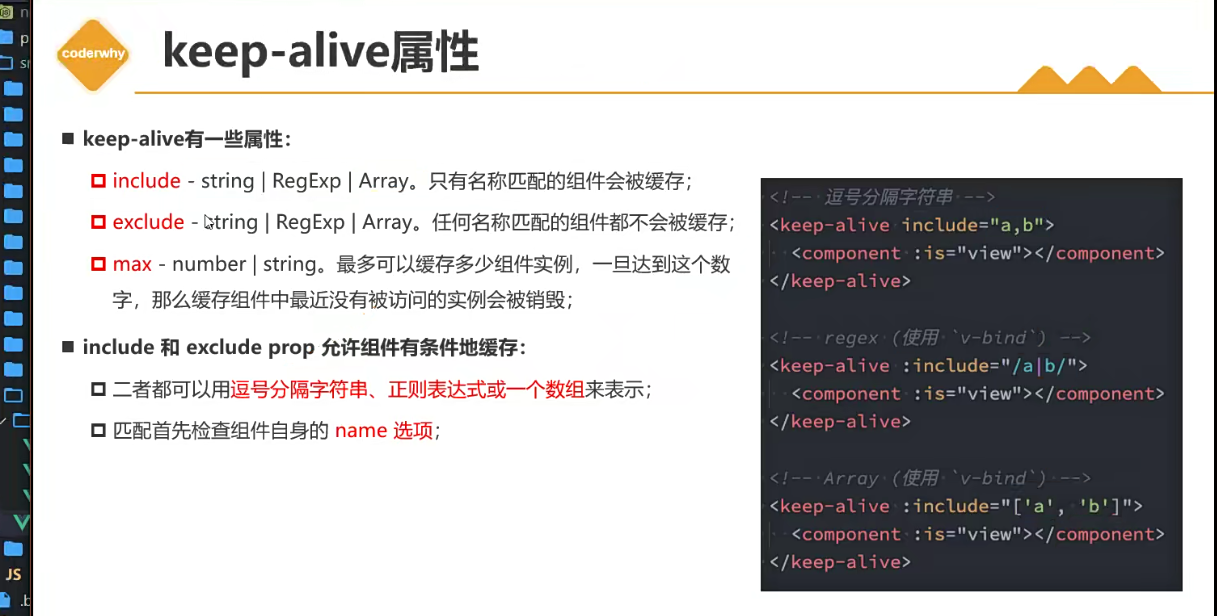 coderwhy
keep-alive属性
keep-alive有一些属性：
include - string | RegExp | Array。只有名称匹配的组件会被缓存；
exclude - string | RegExp | Array。任何名称匹配的组件都不会被缓存；
max - number | string。最多可以缓存多少组件实例，一旦达到这个数
字，那么缓存组件中最近没有被访问的实例会被销毁；
include 和 exclude prop 允许组件有条件地缓存：
二者都可以用逗号分隔字符串、正则表达式或一个数组来表示；
匹配首先检查组件自身的 name 选项；
<!-- 逗号分隔字符串 -->
<keep-alive include="a,b">
<component :is="view"></component>
</keep-alive>
<!-- regex (使用 `v-bind`) -->
<keep-alive :include="/a|b/">
<component :is="view"></component>
</keep-alive>
<!-- Array (使用 `v-bind`) -->
<keep-alive :include="['a', 'b']">
<component :is="view"></component>
</keep-alive>
JS